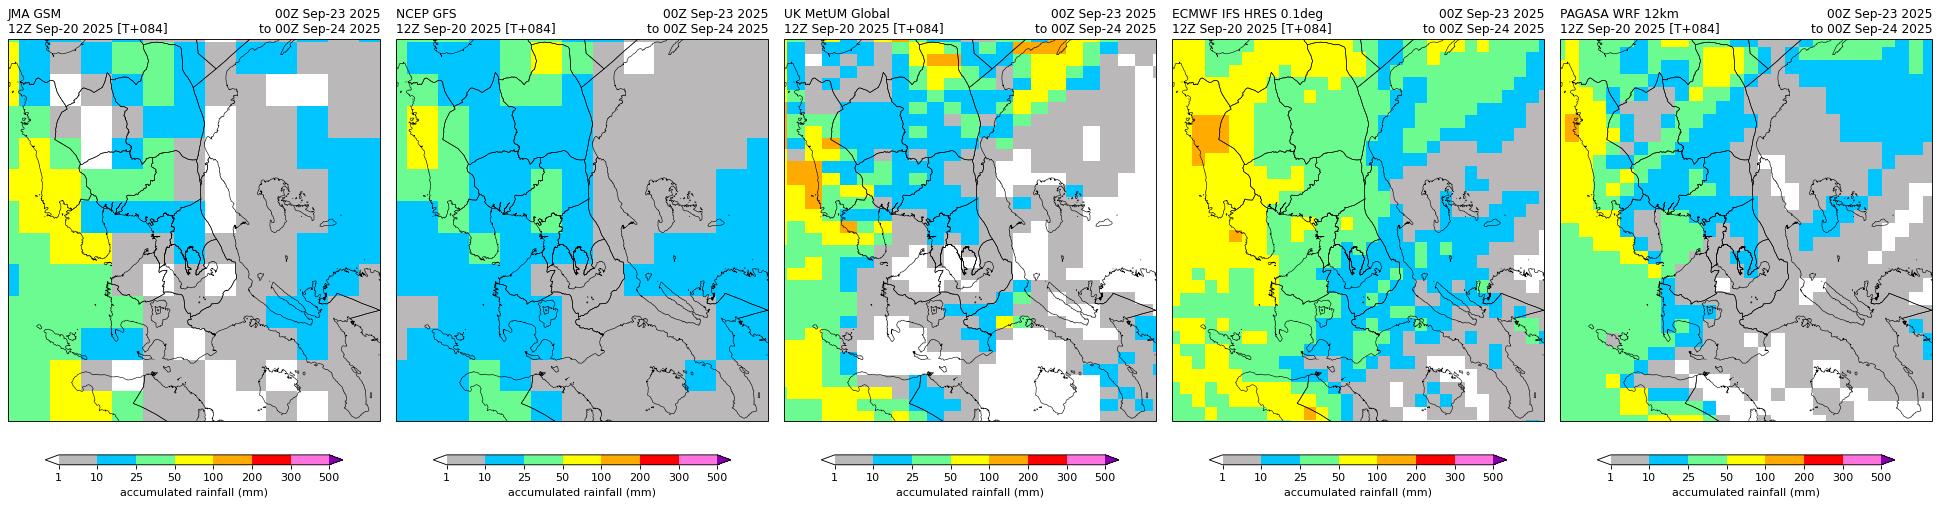 JMA GSM 00Z Sep-23 2025
12Z Sep-20 2025 [T+084] to 00Z Sep-24 2025
1 10 25 50 100 200 300 500
accumulated rainfall (mm)
NCEP GFS 00Z Sep-23 2025
12Z Sep-20 2025 [T+084] to 00Z Sep-24 2025
1 10 25 50 100 200 300 500
accumulated rainfall (mm)
UK MetUM Global 00Z Sep-23 2025
12Z Sep-20 2025 [T+084] to 00Z Sep-24 2025
1 10 25 50 100 200 300 500
accumulated rainfall (mm)
ECMWF IFS HRES 0.1deg 00Z Sep-23 2025
12Z Sep-20 2025 [T+084] to 00Z Sep-24 2025
1 10 25 50 100 200 300 500
accumulated rainfall (mm)
PAGASA WRF 12km 00Z Sep-23 2025
12Z Sep-20 2025 [T+084] to 00Z Sep-24 2025
1 10 25 50 100 200 300 500
accumulated rainfall (mm)